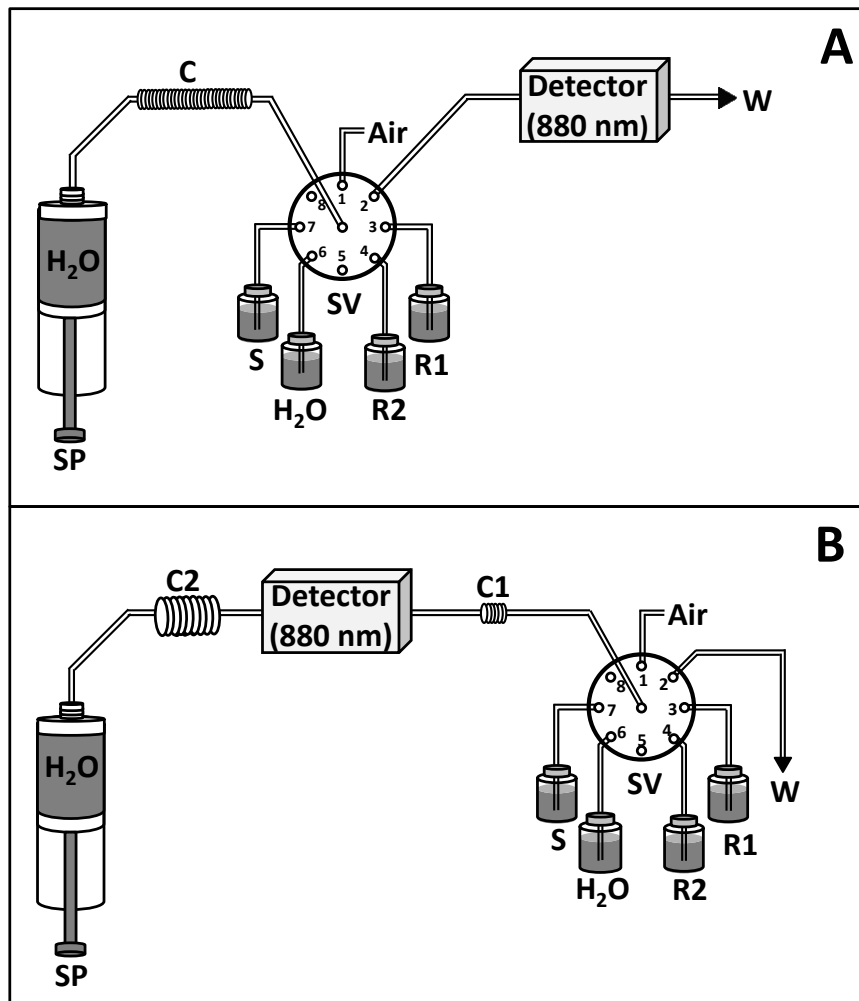 A
C
Detector
(880 nm)
W
Air
H₂O
1
2
3
4
5
6
7
8
SV
S
H₂O
R2
R1
SP
B
C2
Detector
(880 nm)
C1
Air
H₂O
1
2
3
4
5
6
7
8
SV
W
S
H₂O
R2
R1
SP